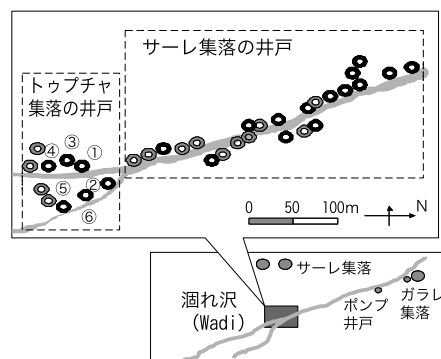 サーレ集落の井戸
トゥプチャ
集落の井戸
③
④
①
⑤
②
⑥
0 50 100m
N
サーレ集落
涸れ沢
(Wadi)
ポンプ
井戸
ガラレ
集落